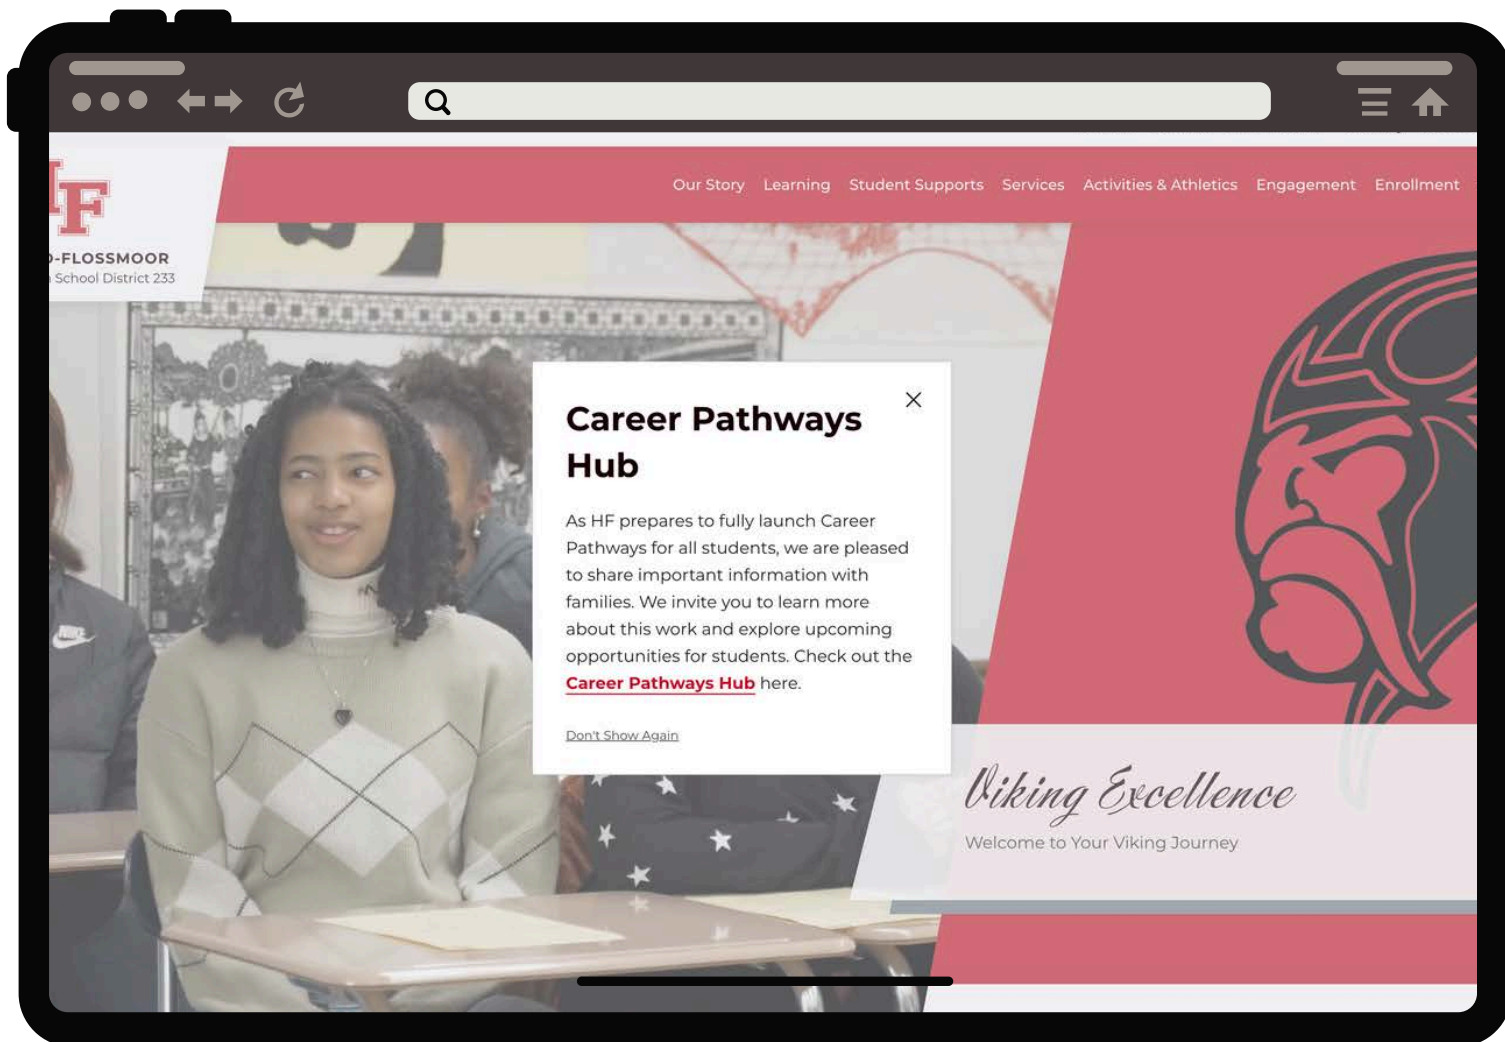 HF
Our Story Learning Student Supports Services Activities & Athletics Engagement Enrollment
-FLOSSMOOR
School District 233
Career Pathways
Hub
As HF prepares to fully launch Career
Pathways for all students, we are pleased
to share important information with
families. We invite you to learn more
about this work and explore upcoming
opportunities for students. Check out the
Career Pathways Hub here.
Don't Show Again
Viking Excellence
Welcome to Your Viking Journey